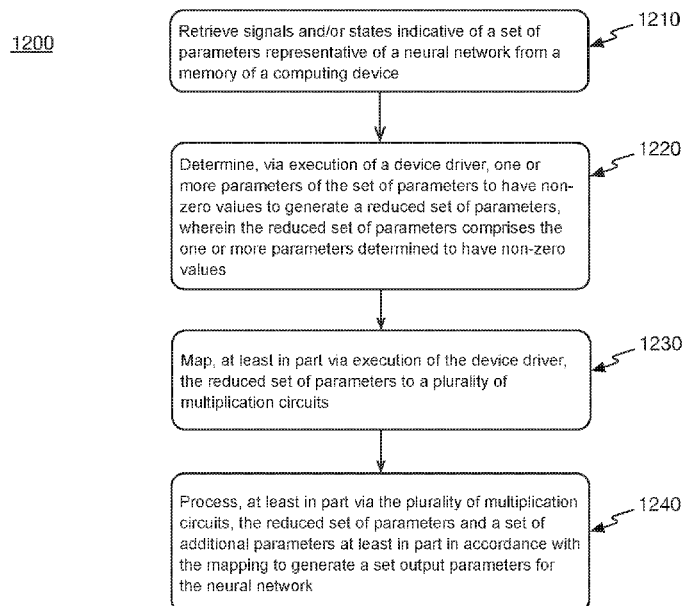 1200
1210
Retrieve signals and/or states indicative of a set of
parameters representative of a neural network from a
memory of a computing device
1220
Determine, via execution of a device driver, one or
more parameters of the set of parameters to have non-
zero values to generate a reduced set of parameters,
wherein the reduced set of parameters comprises the
one or more parameters determined to have non-zero
values
1230
Map, at least in part via execution of the device driver,
the reduced set of parameters to a plurality of
multiplication circuits
1240
Process, at least in part via the plurality of multiplication
circuits, the reduced set of parameters and a set of
additional parameters at least in part in accordance with
the mapping to generate a set output parameters for
the neural network